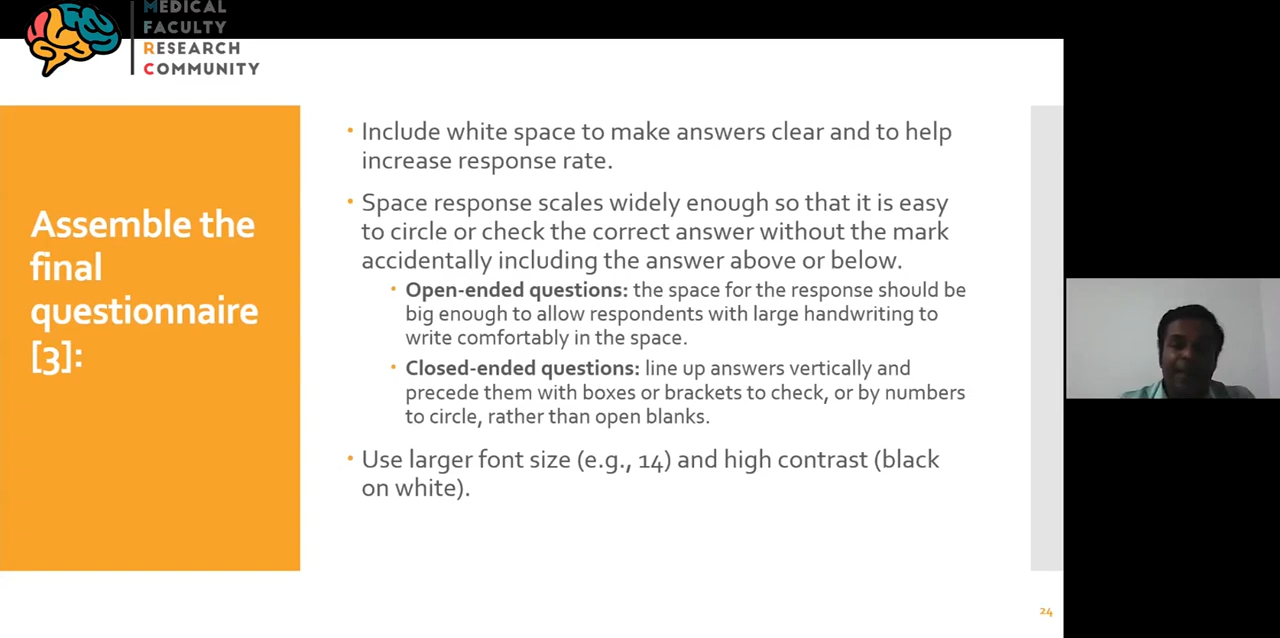 MEDICAL
FACULTY
RESEARCH
COMMUNITY
Assemble the
final
questionnaire
[3]:
• Include white space to make answers clear and to help
increase response rate.
• Space response scales widely enough so that it is easy
to circle or check the correct answer without the mark
accidentally including the answer above or below.
• Open-ended questions: the space for the response should be
big enough to allow respondents with large handwriting to
write comfortably in the space.
• Closed-ended questions: line up answers vertically and
precede them with boxes or brackets to check, or by numbers
to circle, rather than open blanks.
• Use larger font size (e.g., 14) and high contrast (black
on white).
24